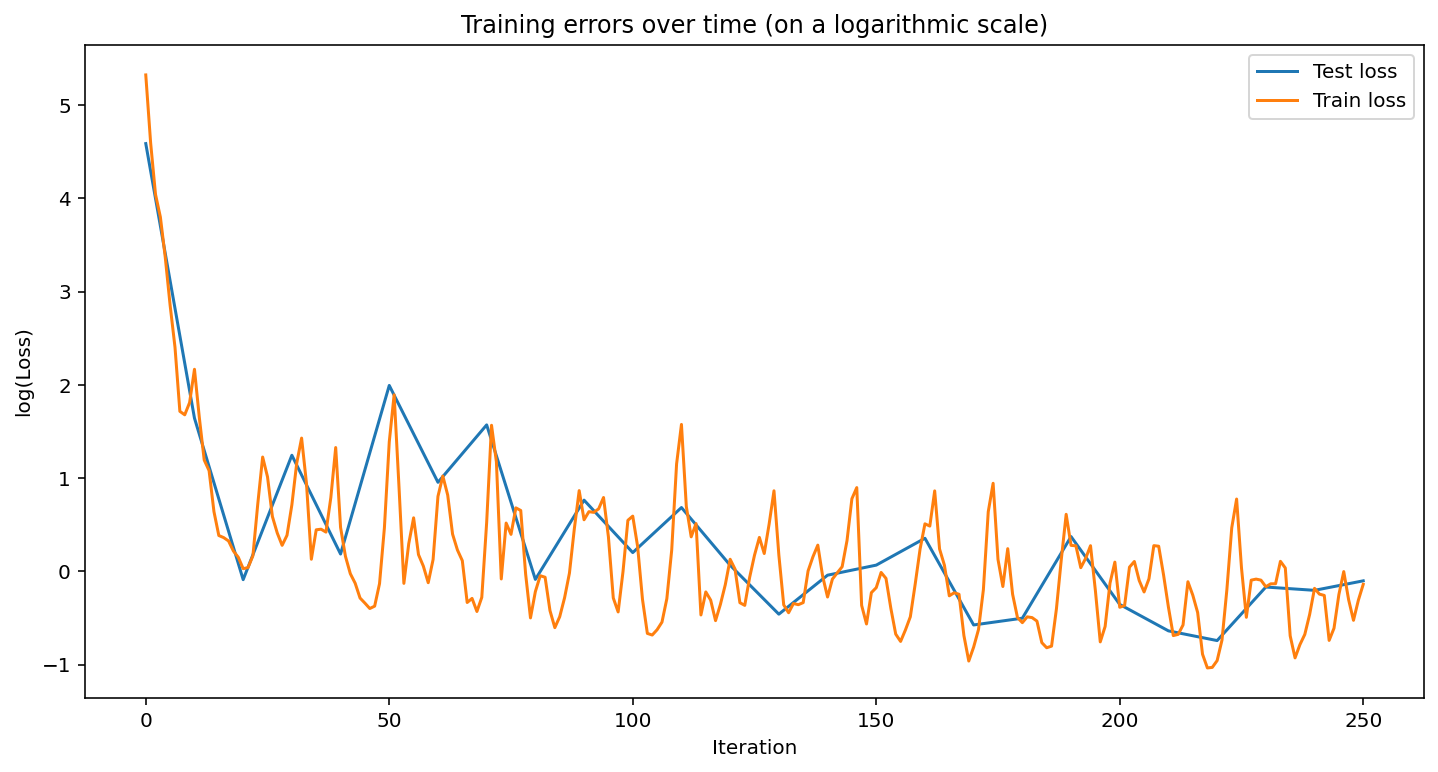 Training errors over time (on a logarithmic scale)
Test loss
Train loss
log(Loss)
5
4
3
2
1
0
−1
0 50 100 150 200 250
Iteration